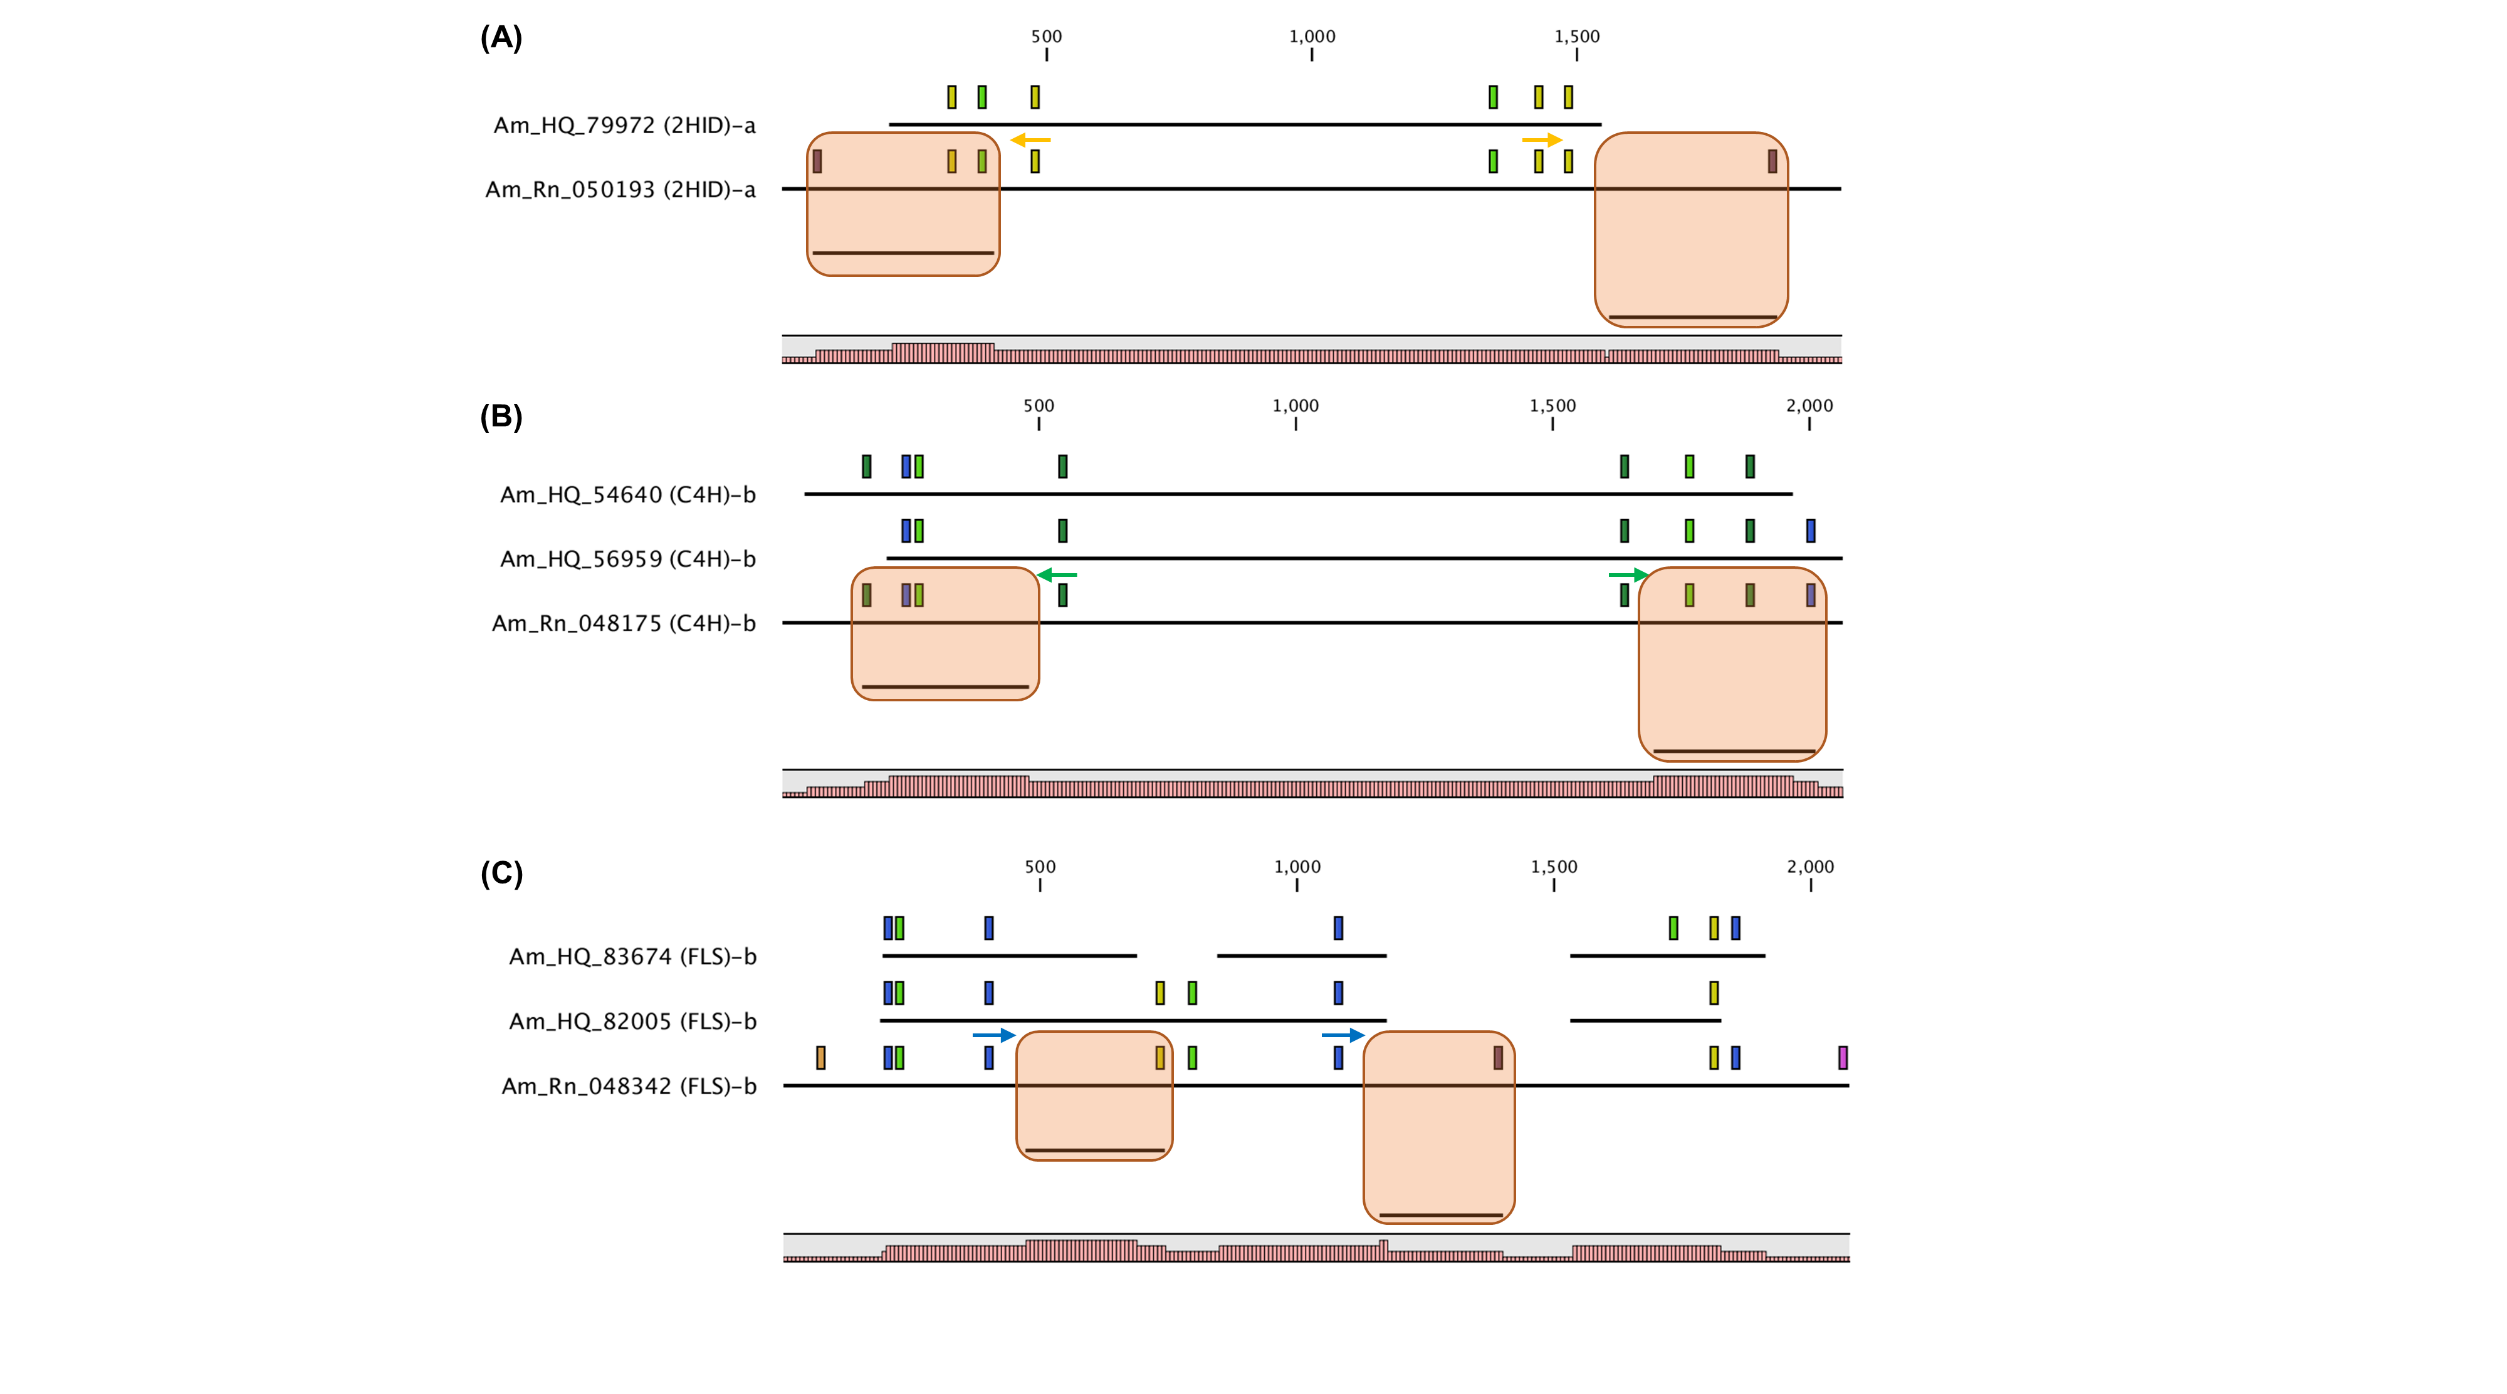 (A)
500 1,000 1,500
Am_HQ_79972 (2HID)-a
Am_Rn_050193 (2HID)-a
(B)
500 1,000 1,500 2,000
Am_HQ_54640 (C4H)-b
Am_HQ_56959 (C4H)-b
Am_Rn_048175 (C4H)-b
(C)
500 1,000 1,500 2,000
Am_HQ_83674 (FLS)-b
Am_HQ_82005 (FLS)-b
Am_Rn_048342 (FLS)-b